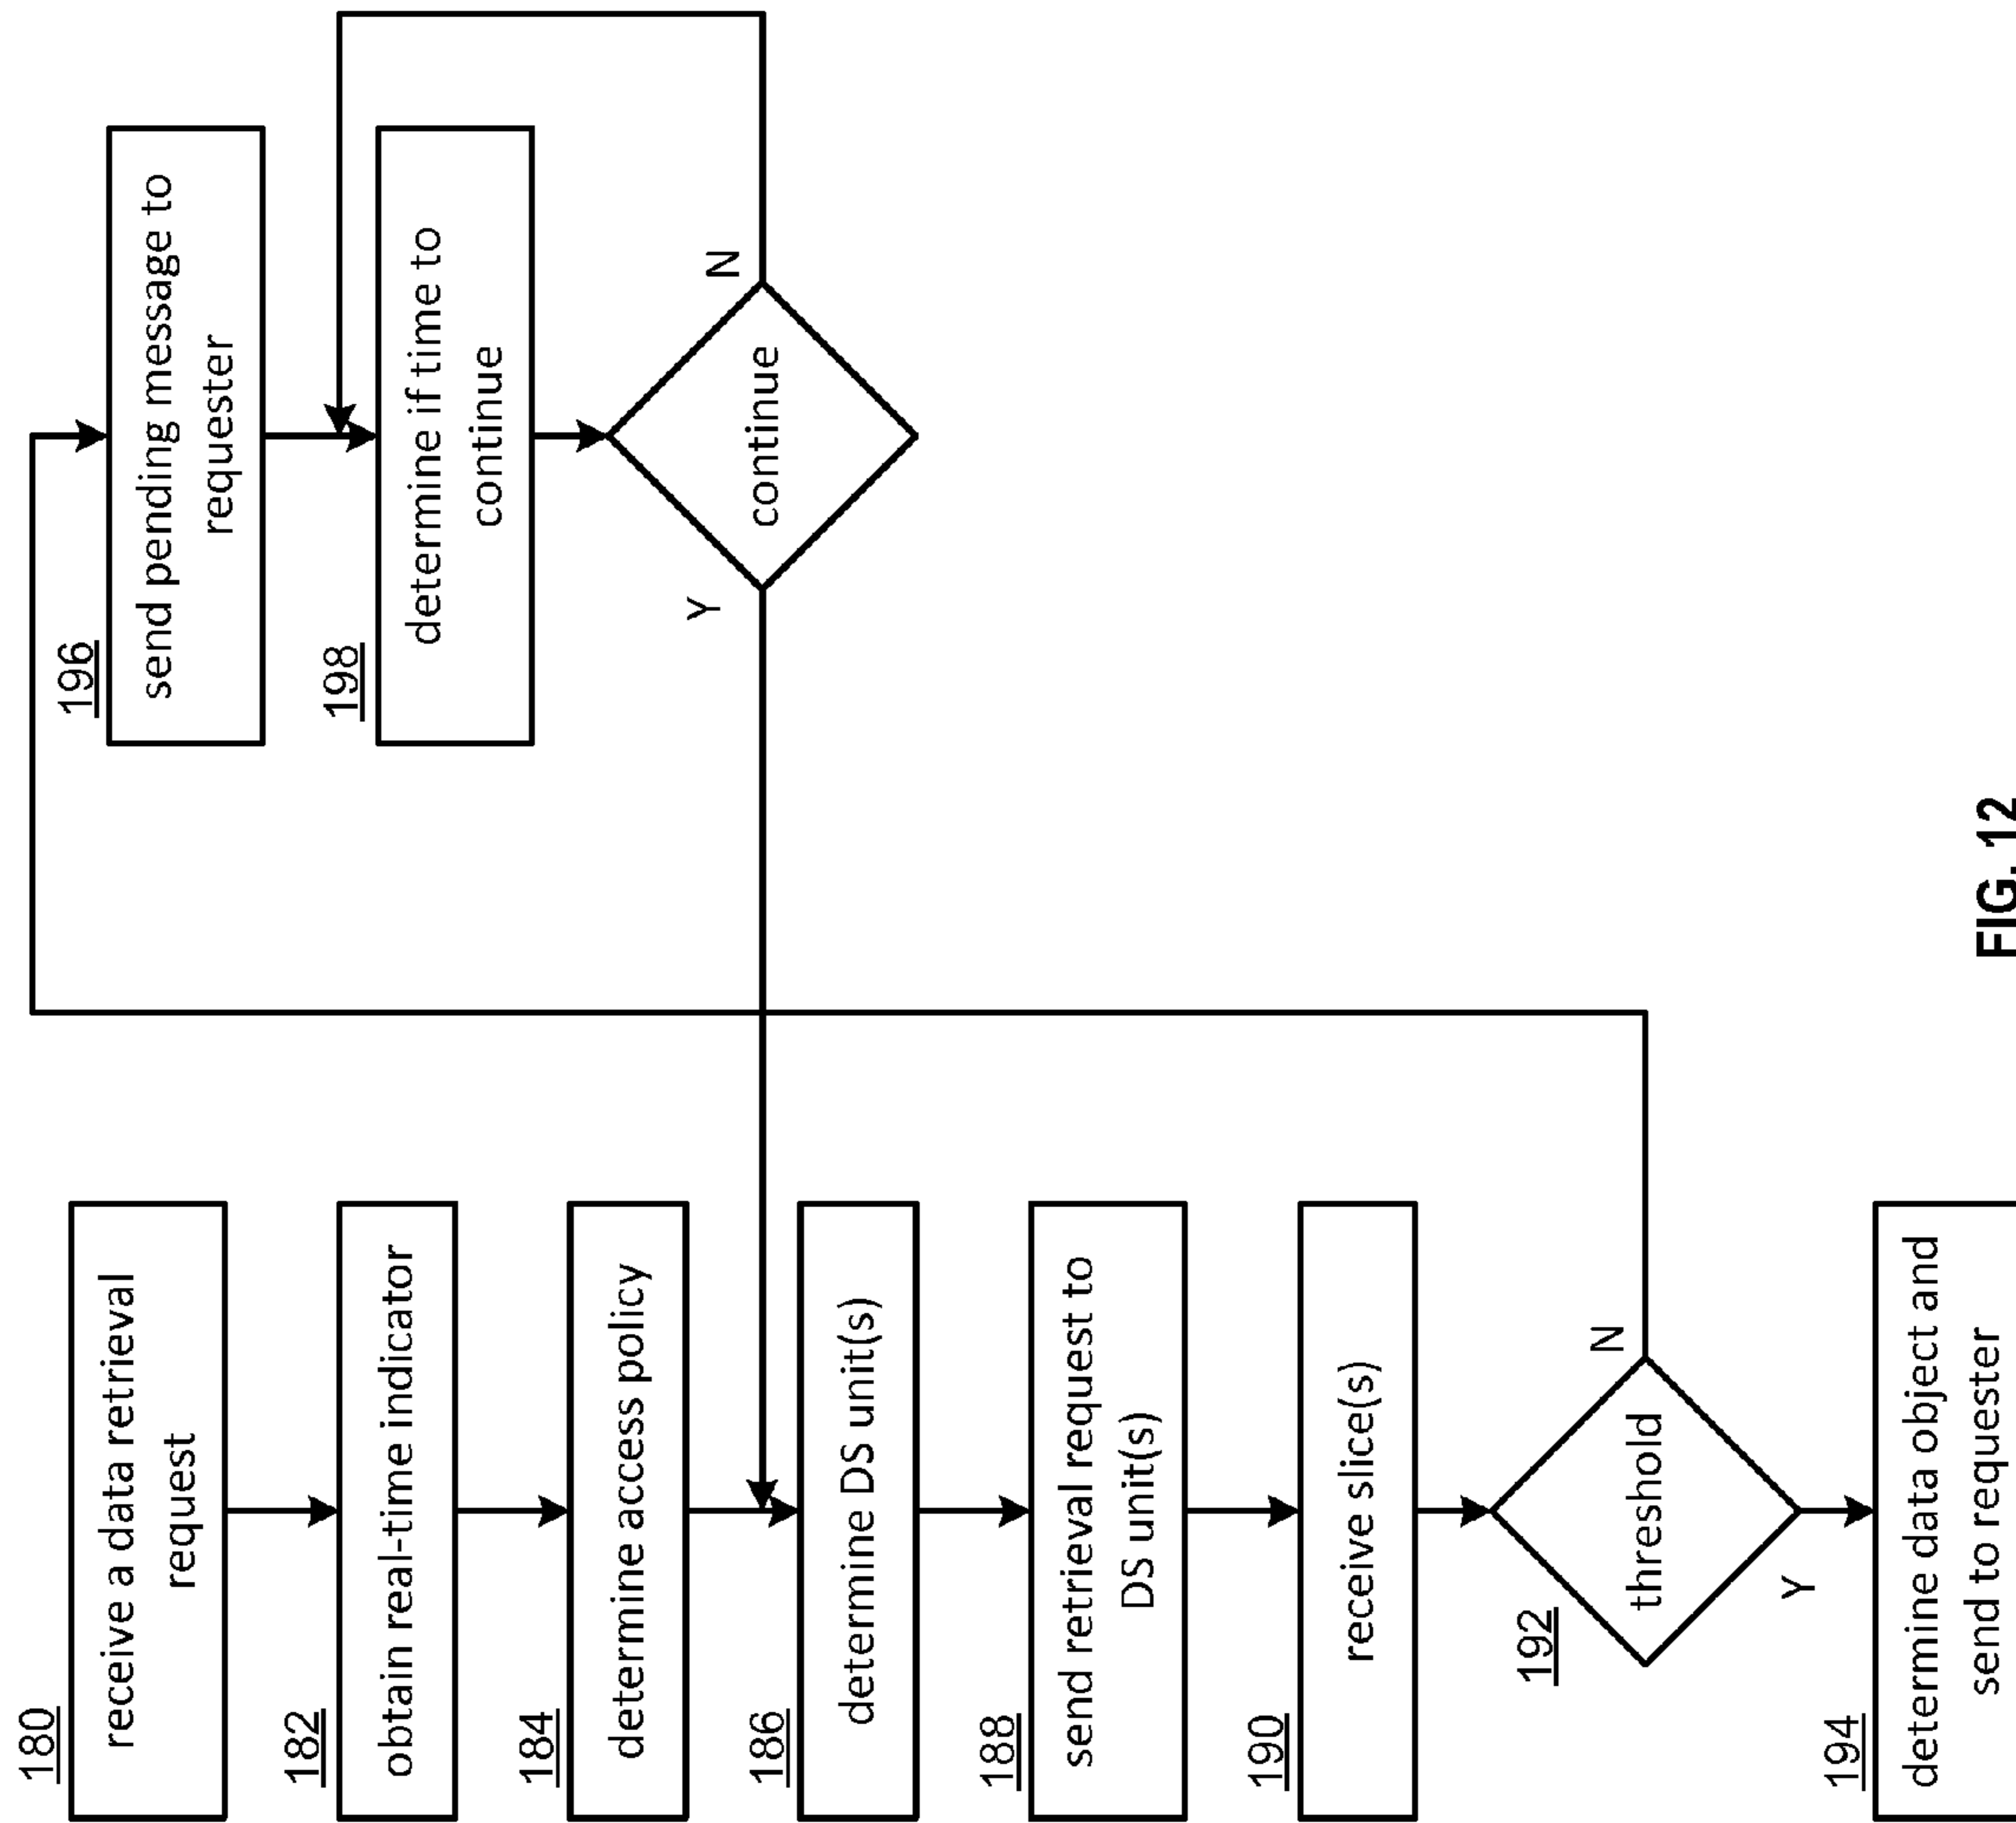 180
receive a data retrieval
request
182
obtain real-time indicator
184
determine access policy
186
determine DS unit(s)
188
send retrieval request to
DS unit(s)
190
receive slice(s)
192
threshold
N
Y
194
determine data object and
send to requester
196
send pending message to
requester
198
determine if time to
continue
continue
Y
N
FIG. 12